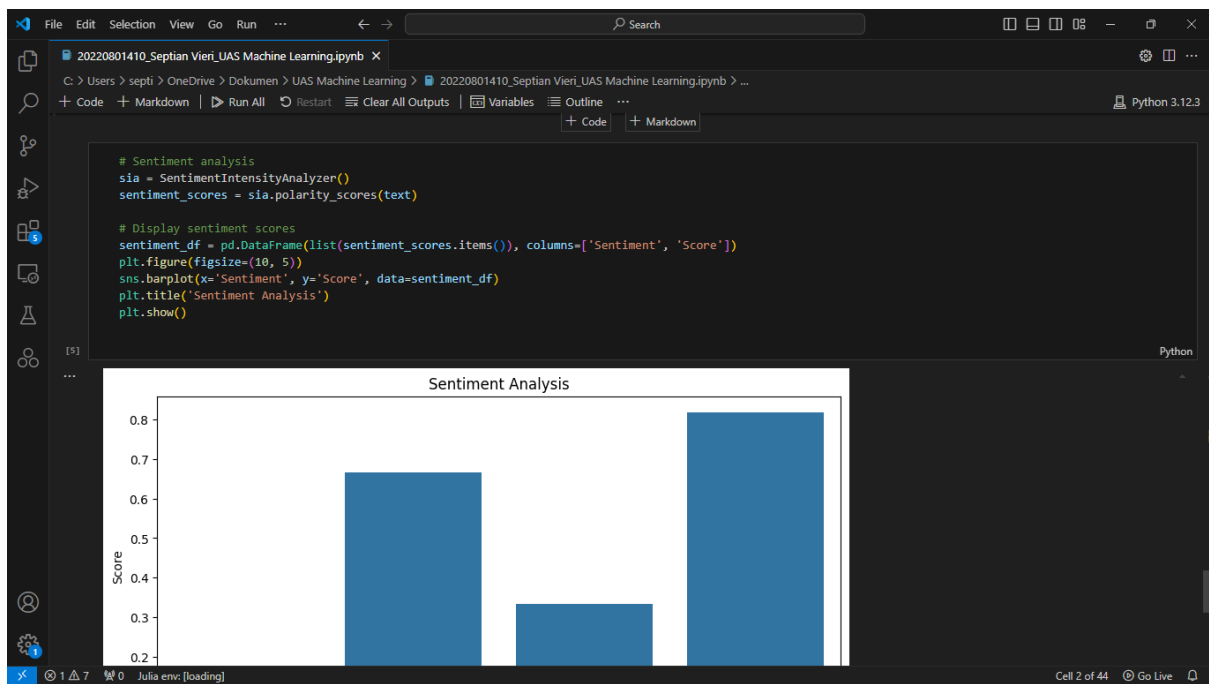 File Edit Selection View Go Run ··· ← → Search
20220801410_Septian Vieri_UAS Machine Learning.ipynb ×
C: > Users > septi > OneDrive > Dokumen > UAS Machine Learning > 20220801410_Septian Vieri_UAS Machine Learning.ipynb > ...
+ Code + Markdown | Run All Restart Clear All Outputs | Variables Outline ··· Python 3.12.3
+ Code + Markdown
# Sentiment analysis
sia = SentimentIntensityAnalyzer()
sentiment_scores = sia.polarity_scores(text)
# Display sentiment scores
sentiment_df = pd.DataFrame(list(sentiment_scores.items()), columns=['Sentiment', 'Score'])
plt.figure(figsize=(10, 5))
sns.barplot(x='Sentiment', y='Score', data=sentiment_df)
plt.title('Sentiment Analysis')
plt.show()
[5] Python
Sentiment Analysis
0.8
0.7
0.6
0.5
0.4
0.3
0.2
Score
5
1
1 7 0 Julia env: [loading] Cell 2 of 44 Go Live